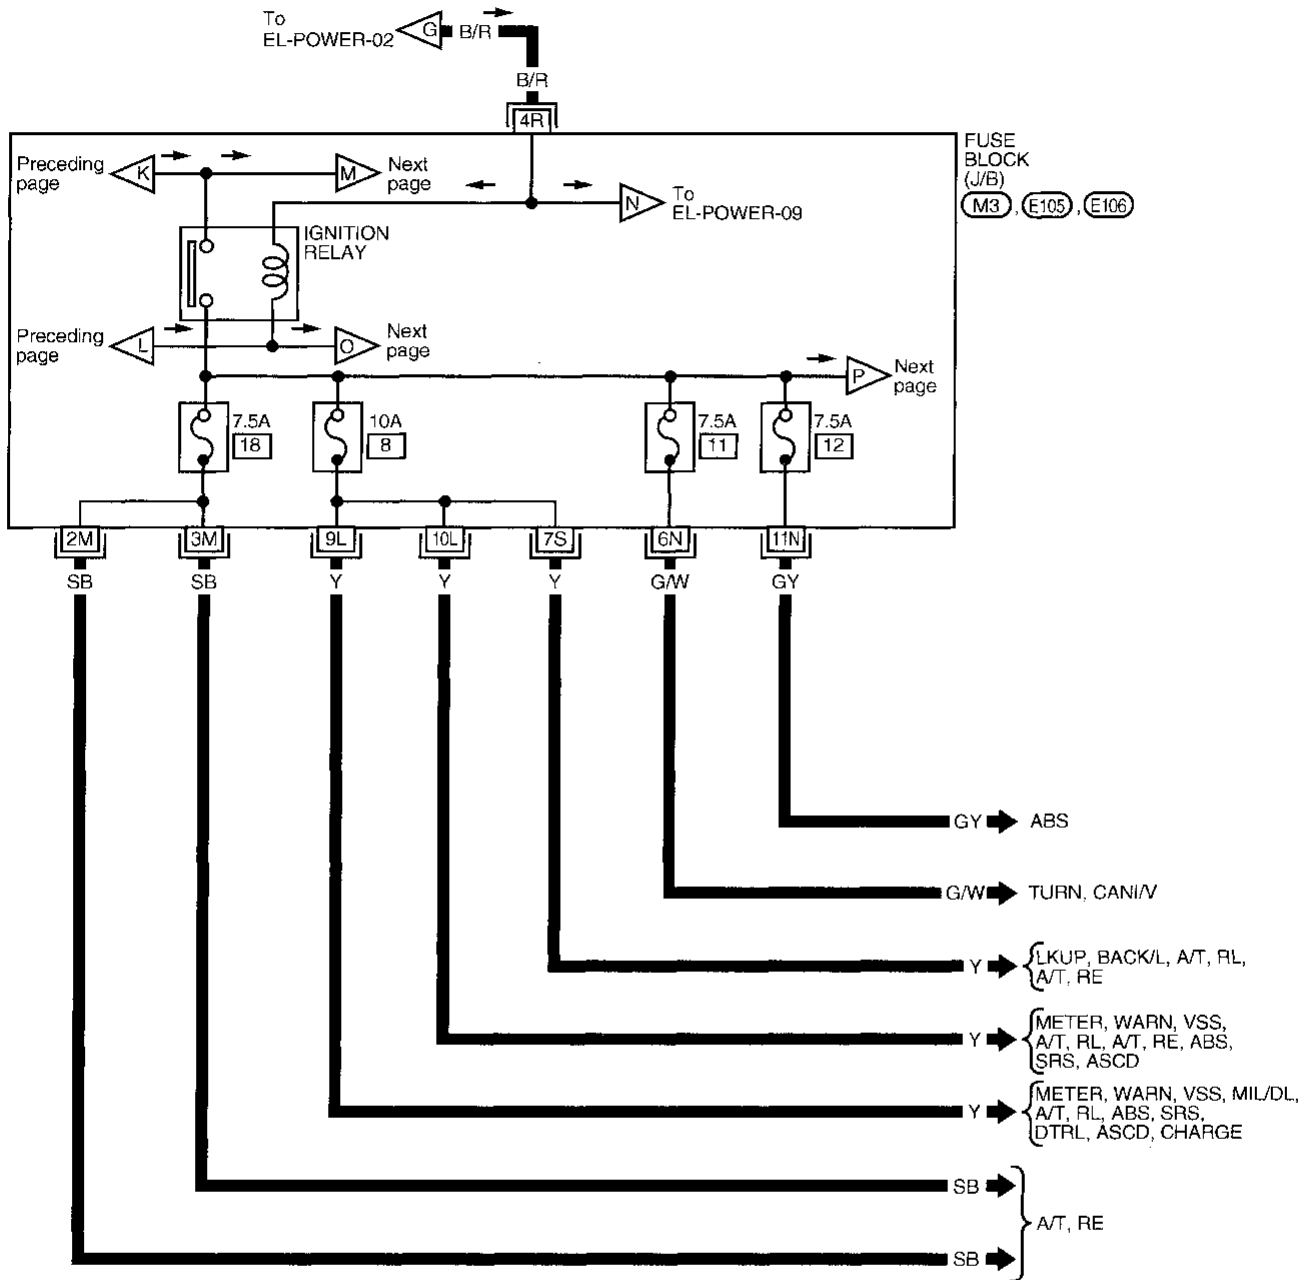 To
EL-POWER-02
G
B/R
B/R
4R
FUSE
BLOCK
(J/B)
M3 , E105 , E106
Preceding
page
K
M
Next
page
N
To
EL-POWER-09
IGNITION
RELAY
Preceding
page
L
O
Next
page
P
Next
page
7.5A
18
10A
8
7.5A
11
7.5A
12
2M
3M
9L
10L
7S
6N
11N
SB
SB
Y
Y
Y
G/W
GY
GY
ABS
G/W
TURN, CANI/V
Y
LKUP, BACK/L, A/T, RL,
A/T, RE
Y
METER, WARN, VSS,
A/T, RL, A/T, RE, ABS,
SRS, ASCD
Y
METER, WARN, VSS, MIL/DL,
A/T, RL, ABS, SRS,
DTRL, ASCD, CHARGE
SB
A/T, RE
SB